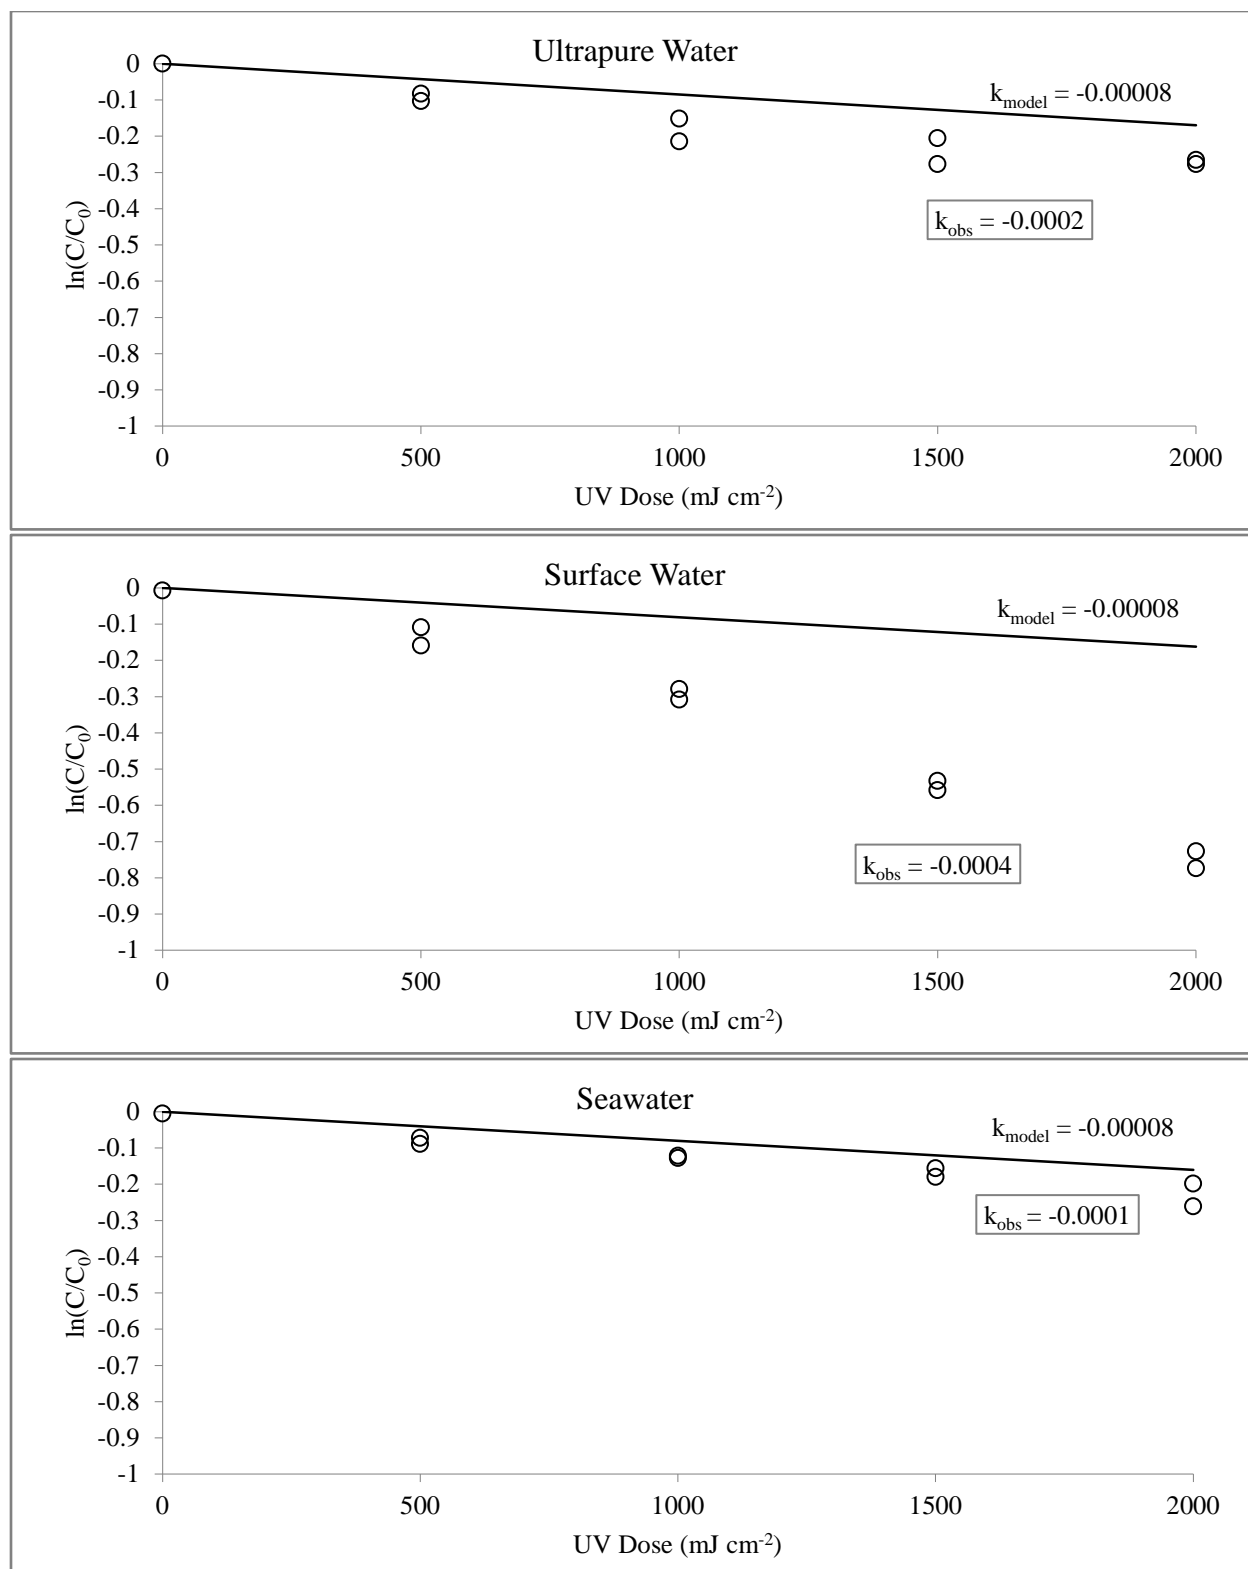 Ultrapure Water
0
-0.1
-0.2
-0.3
-0.4
-0.5
-0.6
-0.7
-0.8
-0.9
-1
ln(C/C0)
kmodel = -0.00008
kobs = -0.0002
0 500 1000 1500 2000
UV Dose (mJ cm-2)
Surface Water
0
-0.1
-0.2
-0.3
-0.4
-0.5
-0.6
-0.7
-0.8
-0.9
-1
ln(C/C0)
kmodel = -0.00008
kobs = -0.0004
0 500 1000 1500 2000
UV Dose (mJ cm-2)
Seawater
0
-0.1
-0.2
-0.3
-0.4
-0.5
-0.6
-0.7
-0.8
-0.9
-1
ln(C/C0)
kmodel = -0.00008
kobs = -0.0001
0 500 1000 1500 2000
UV Dose (mJ cm-2)